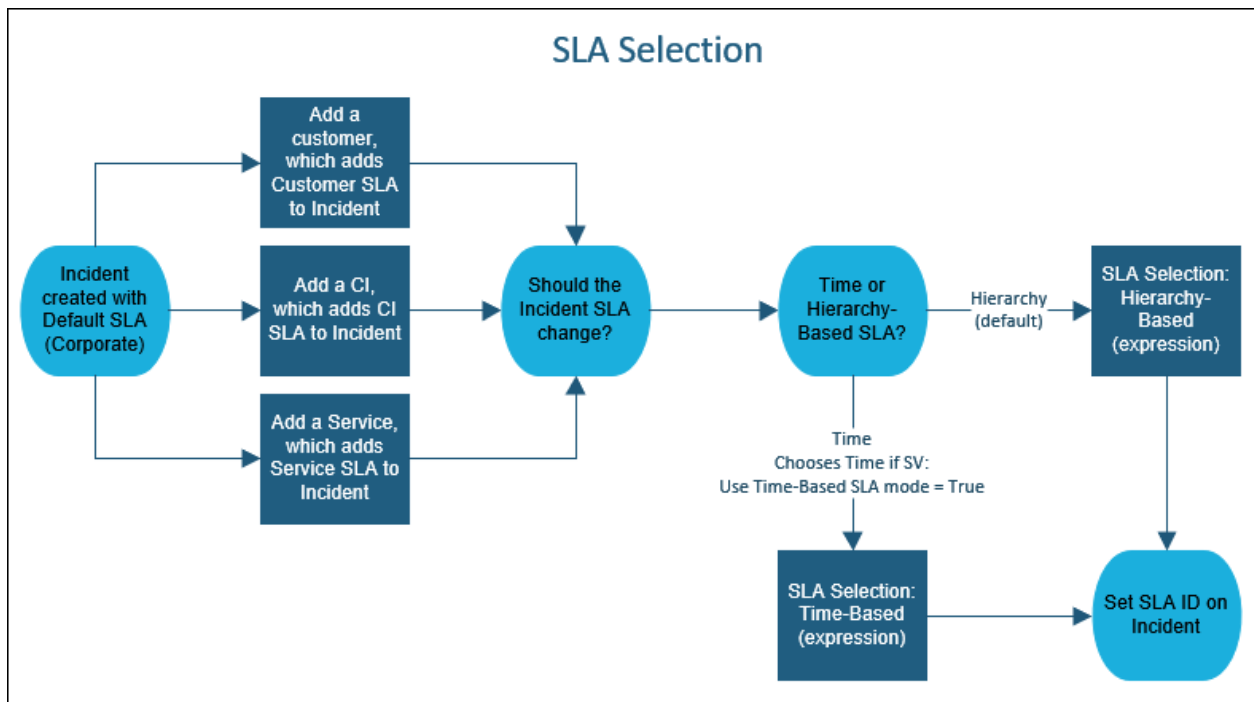 SLA Selection
Add a
customer,
which adds
Customer SLA
to Incident
Incident
created with
Default SLA
(Corporate)
Add a CI,
which adds CI
SLA to Incident
Add a Service,
which adds
Service SLA to
Incident
Should the
Incident SLA
change?
Time or
Hierarchy-
Based SLA?
Hierarchy
(default)
SLA Selection:
Hierarchy-
Based
(expression)
Time
Chooses Time if SV:
Use Time-Based SLA mode = True
SLA Selection:
Time-Based
(expression)
Set SLA ID on
Incident